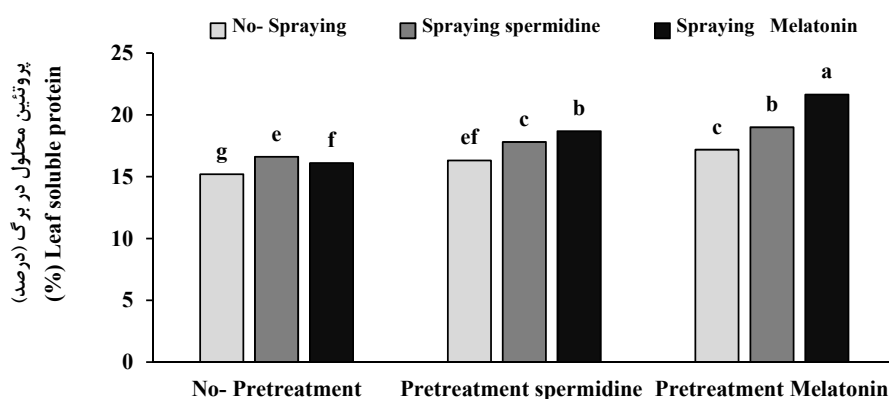 No- Spraying Spraying spermidine Spraying Melatonin
پروتئین محلول در برگ (درصد)
(%) Leaf soluble protein
25
20
15
10
5
0
g e f
ef c b
c b a
No- Pretreatment Pretreatment spermidine Pretreatment Melatonin